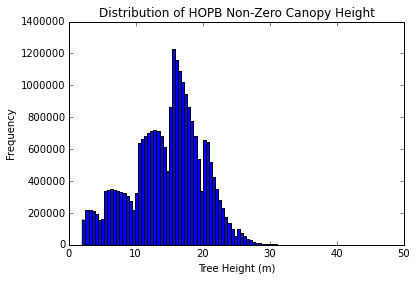 Distribution of HOPB Non-Zero Canopy Height
1400000
1200000
1000000
800000
600000
400000
200000
0
Frequency
0 10 20 30 40 50
Tree Height (m)